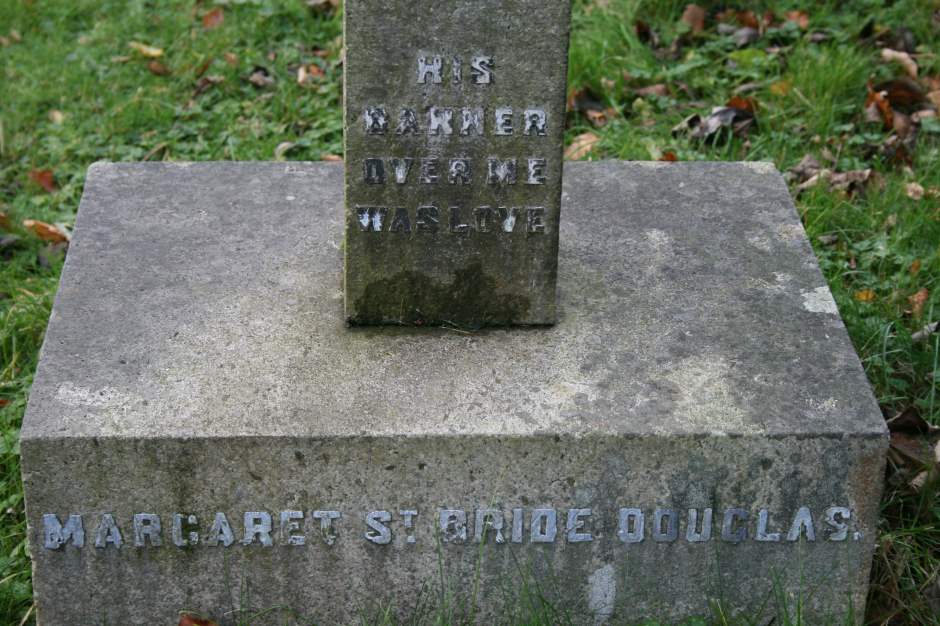 HIS
BANNER
OVER ME
WAS LOVE
MARGARET ST. BRIDE DOUGLAS.